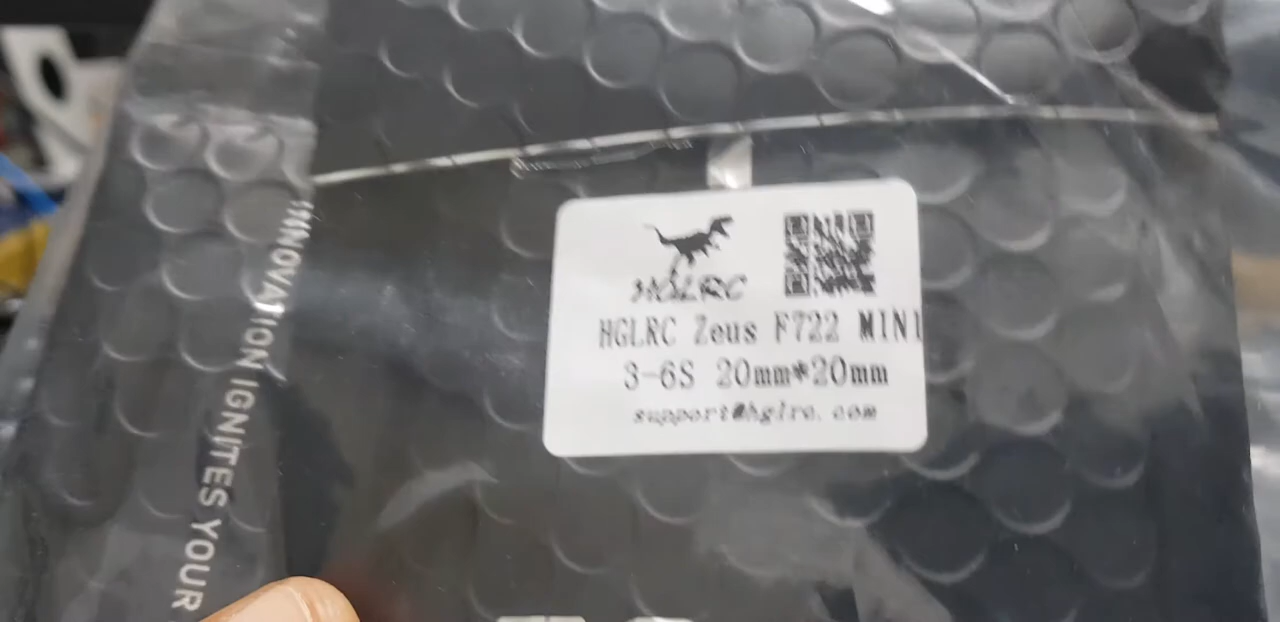 INNOVATION IGNITES YOUR
HGLRC
HGLRC Zeus F722 MINI
3-6S 20mm*20mm
support@hglrc.com